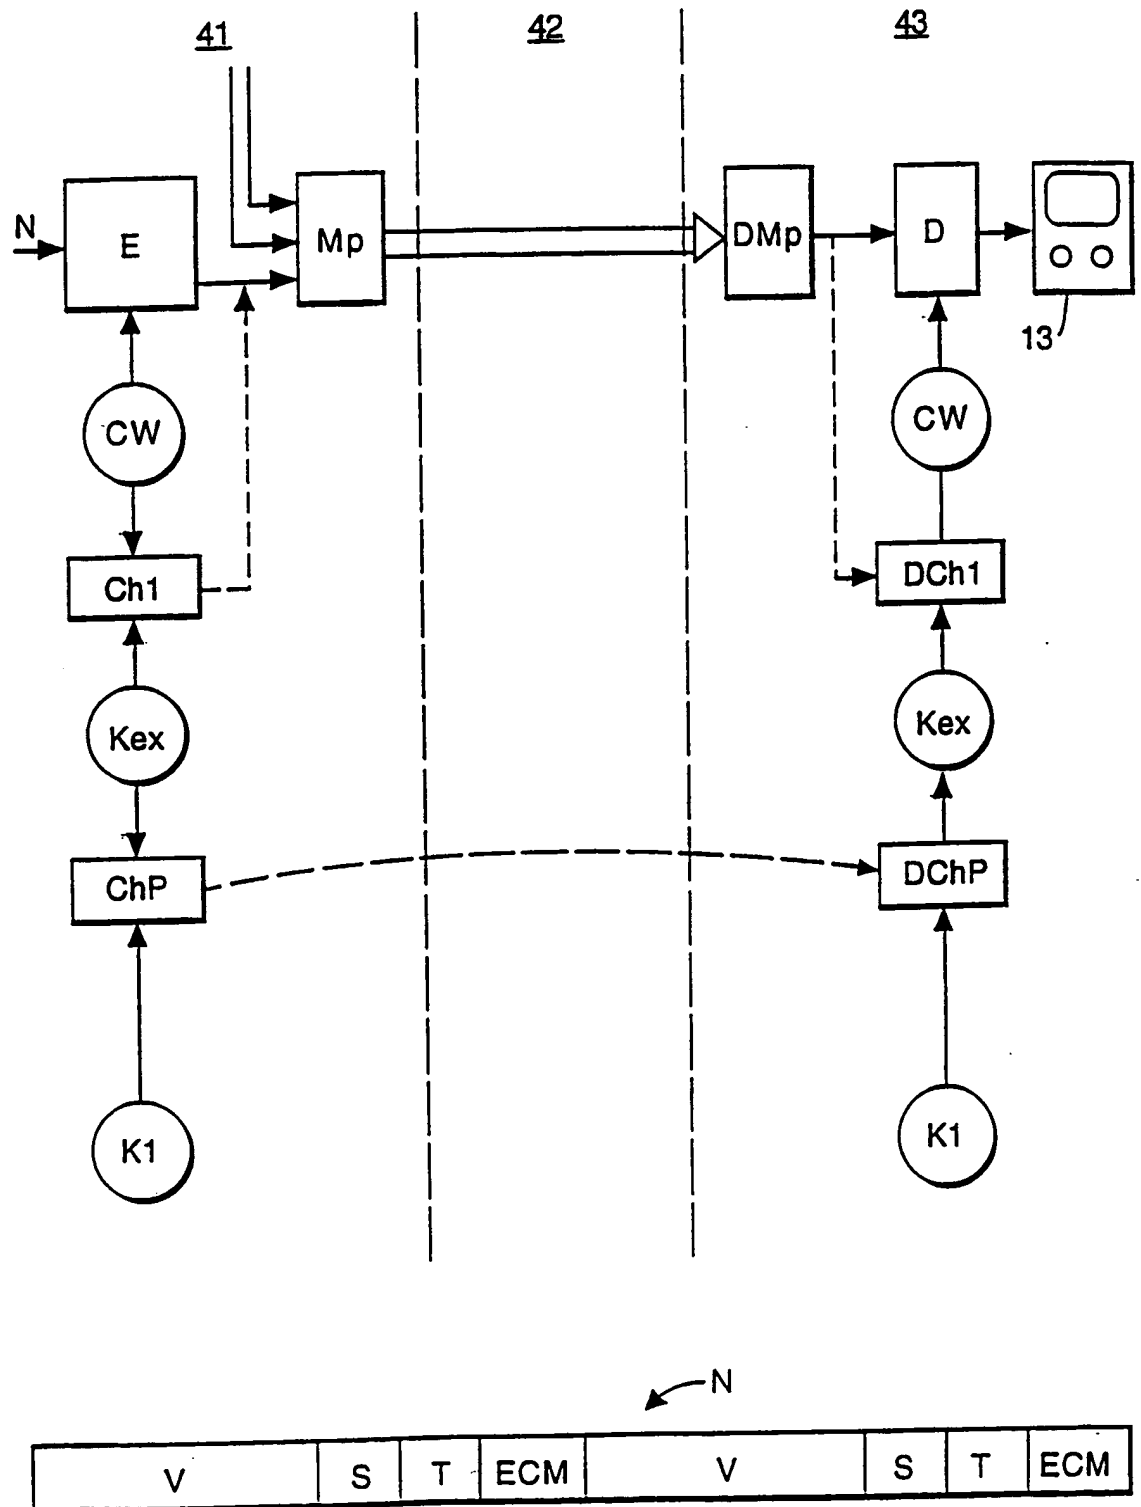 41
42
43
N
E
Mp
DMp
D
13
CW
CW
Ch1
DCh1
Kex
Kex
ChP
DChP
K1
K1
N
V S T ECM V S T ECM